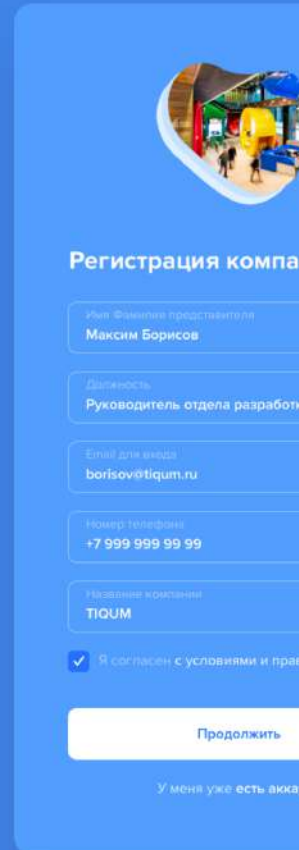 Регистрация компа
Имя Фамилия представителя
Максим Борисов
Должность
Руководитель отдела разработк
Email для входа
borisov@tiqum.ru
Номер телефона
+7 999 999 99 99
Название компании
TIQUM
Я согласен с условиями и прав
Продолжить
У меня уже есть акка